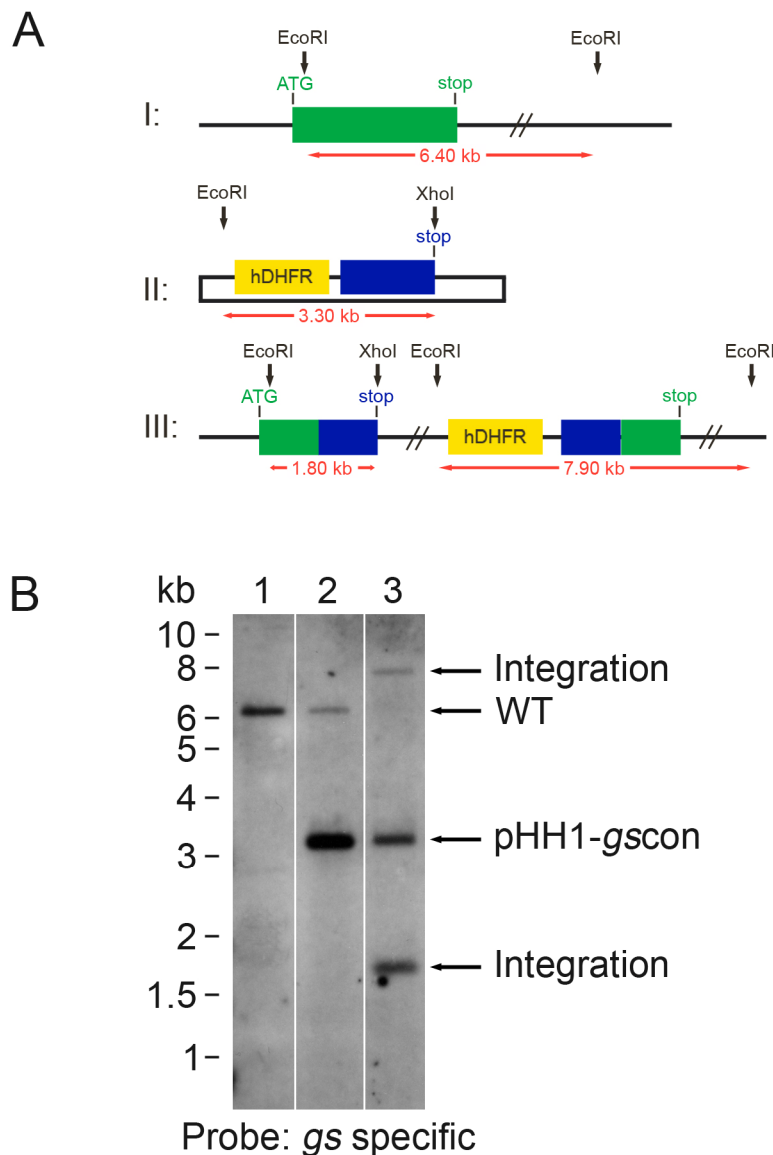 A
EcoRI EcoRI
ATG stop
I:
6.40 kb
EcoRI XhoI
stop
II: hDHFR
3.30 kb
EcoRI XhoI EcoRI EcoRI
ATG stop stop
III: hDHFR
1.80 kb 7.90 kb
B
kb 1 2 3
10
8 Integration
6 WT
5
4
3 pHH1-gscon
2
1.5 Integration
1
Probe: gs specific